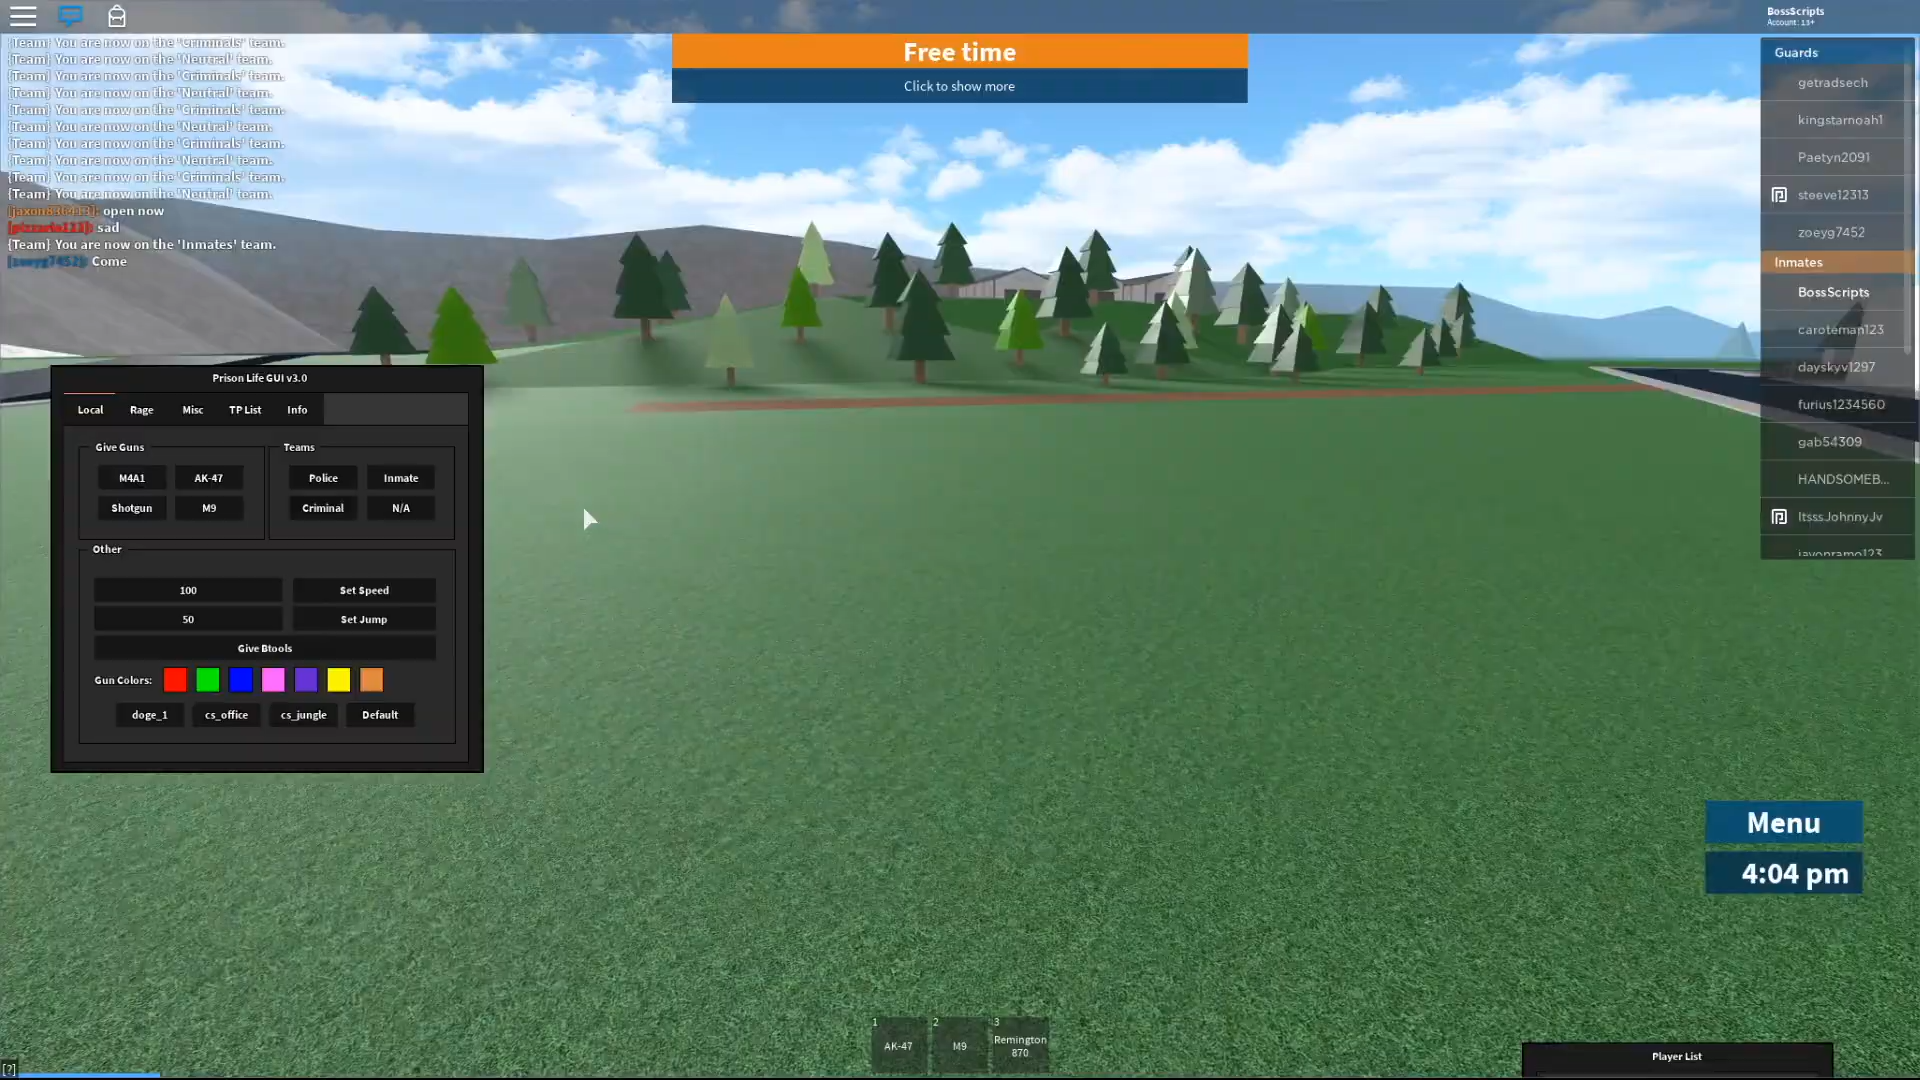 BossScripts
Account: 13+
{Team} You are now on the 'Criminals' team.
{Team} You are now on the 'Neutral' team.
{Team} You are now on the 'Criminals' team.
{Team} You are now on the 'Neutral' team.
{Team} You are now on the 'Criminals' team.
{Team} You are now on the 'Neutral' team.
{Team} You are now on the 'Criminals' team.
{Team} You are now on the 'Neutral' team.
{Team} You are now on the 'Criminals' team.
{Team} You are now on the 'Neutral' team.
open now
sad
{Team} You are now on the 'Inmates' team.
[zoeyg7452]: Come
Free time
Click to show more
Guards
getradsech
kingstarnoah1
Paetyn2091
steeve12313
zoeyg7452
Inmates
BossScripts
caroteman123
dayskyv1297
furius1234560
gab54309
HANDSOMEB...
ItsssJohnnyJv
Prison Life GUI v3.0
Local Rage Misc TP List Info
Give Guns Teams
M4A1 AK-47 Police Inmate
Shotgun M9 Criminal N/A
Other
100 Set Speed
50 Set Jump
Give Btools
Gun Colors:
doge_1 cs_office cs_jungle Default
Menu
4:04 pm
1 2 3
AK-47 M9 Remington
870
Player List
[?]